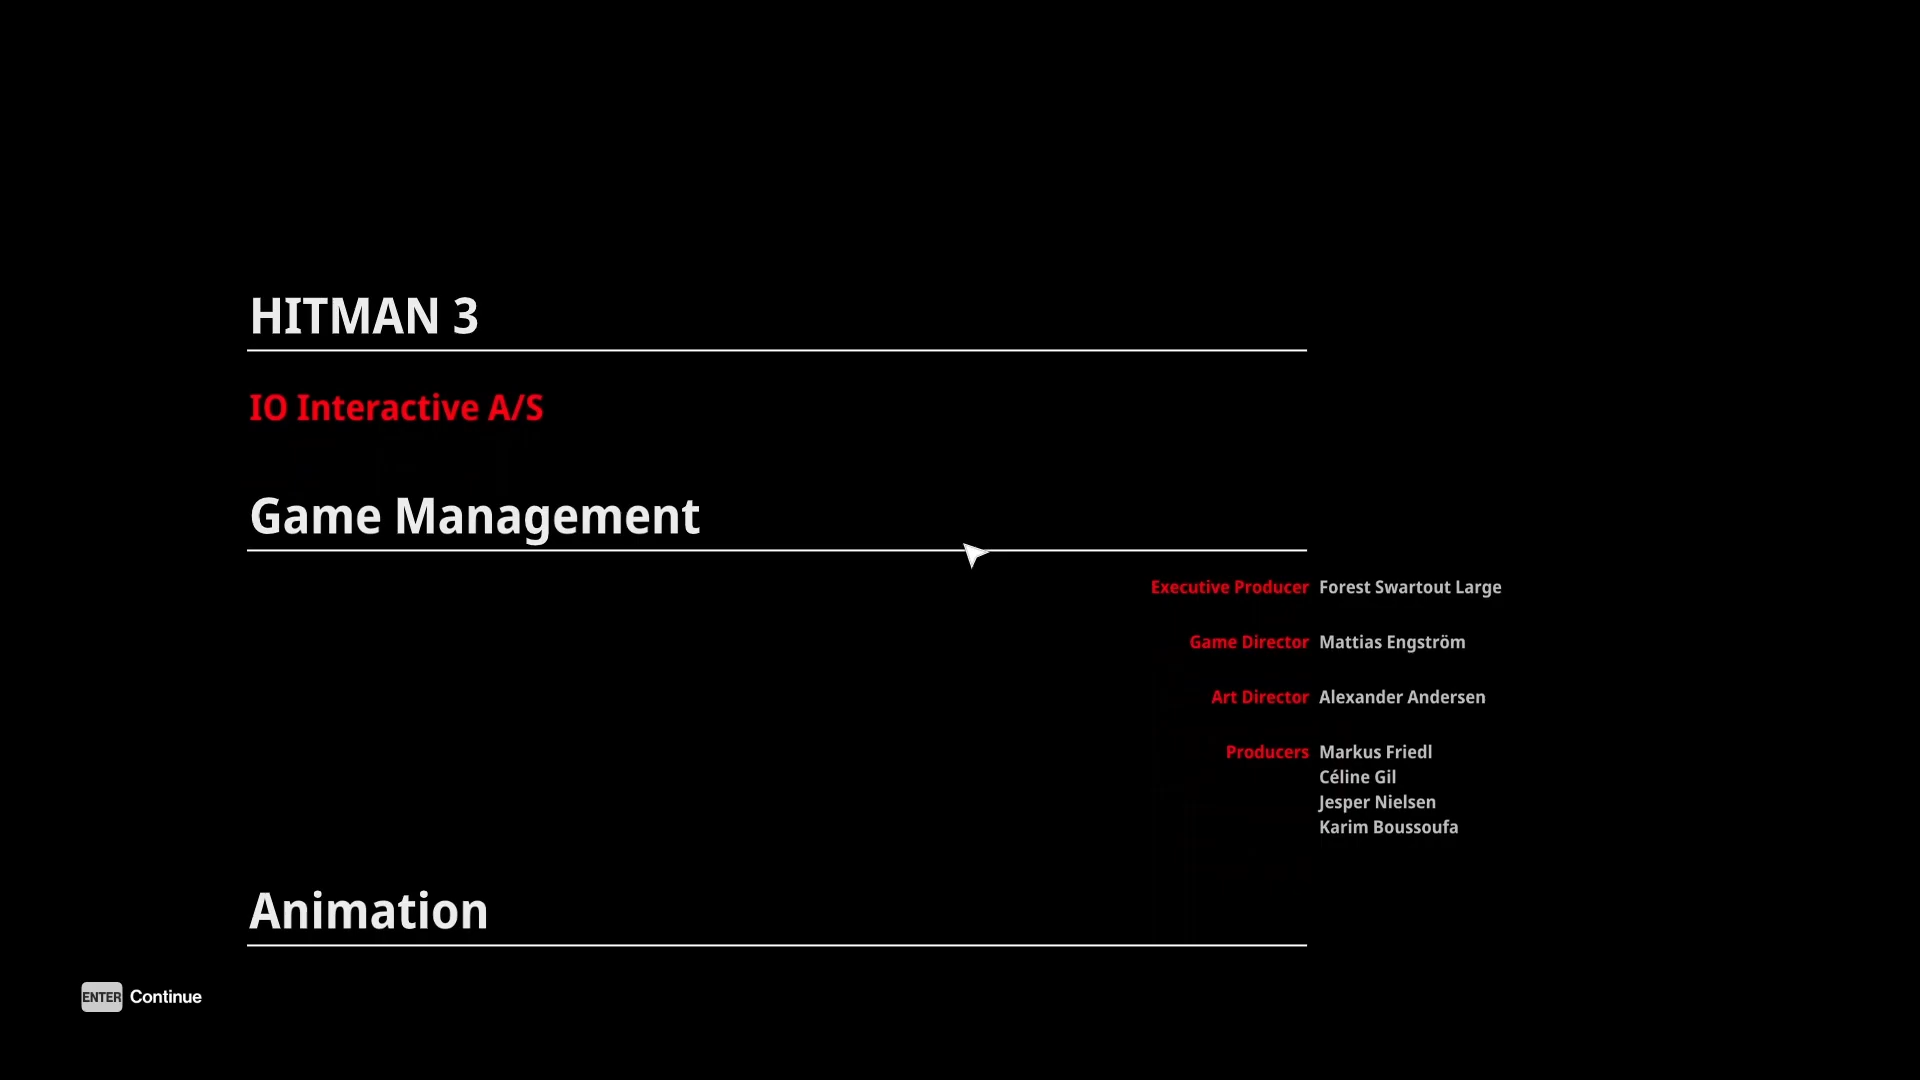 HITMAN 3
IO Interactive A/S
Game Management
Executive Producer Forest Swartout Large
Game Director Mattias Engström
Art Director Alexander Andersen
Producers Markus Friedl
Céline Gil
Jesper Nielsen
Karim Boussoufa
Animation
ENTER Continue